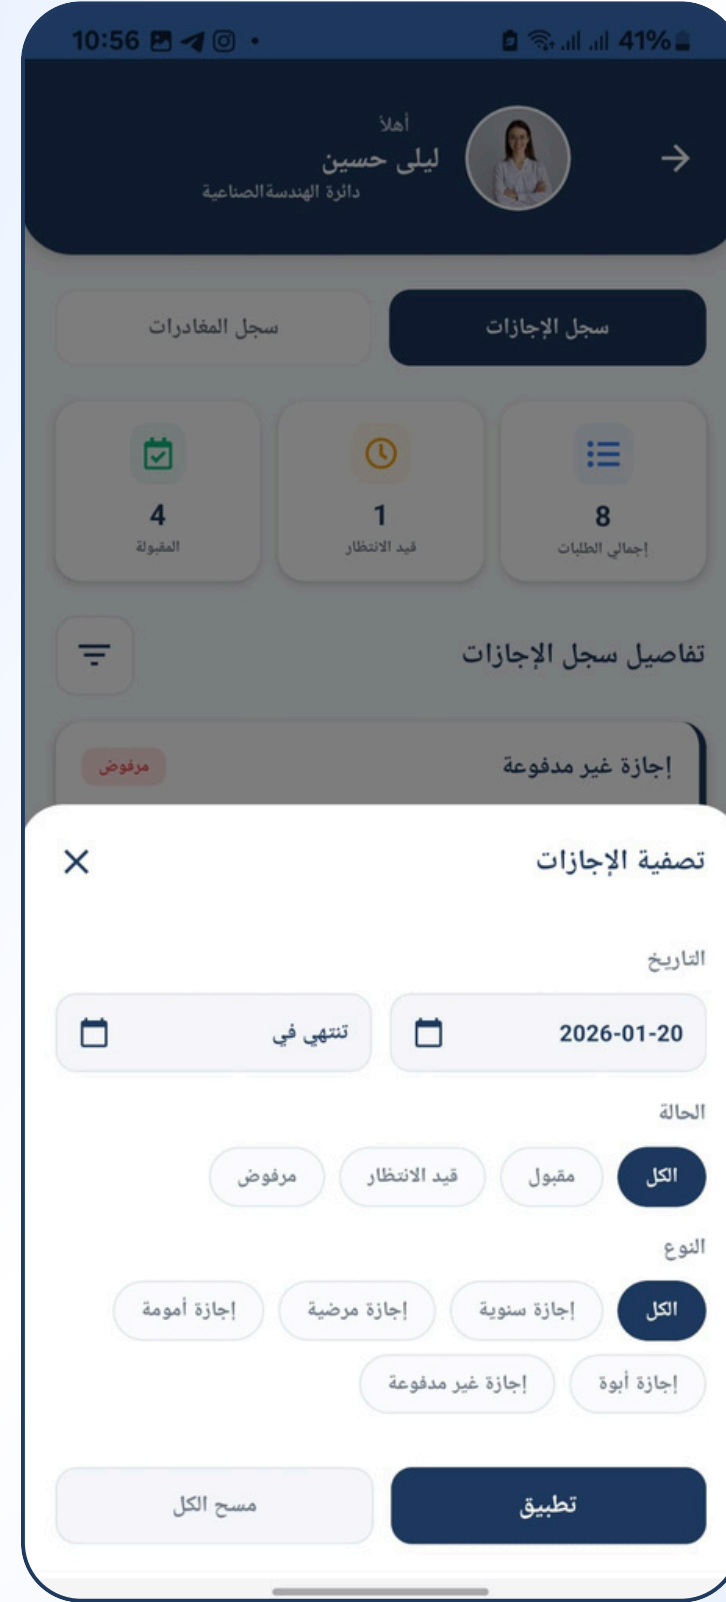 10:56
41%
أهلاً
ليلى حسين
دائرة الهندسةالصناعية
سجل الإجازات
سجل المغادرات
8
إجمالي الطلبات
1
قيد الانتظار
4
المقبولة
تفاصيل سجل الإجازات
إجازة غير مدفوعة
مرفوض
تصفية الإجازات
التاريخ
2026-01-20
تنتهي في
الحالة
الكل
مقبول
قيد الانتظار
مرفوض
النوع
الكل
إجازة سنوية
إجازة مرضية
إجازة أمومة
إجازة أبوة
إجازة غير مدفوعة
تطبيق
مسح الكل